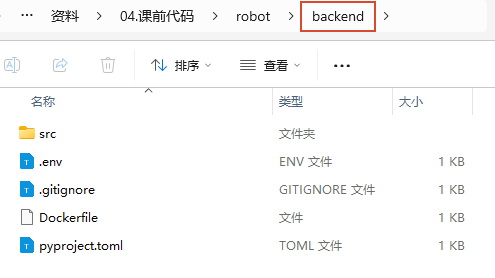 ··· 资料 > 04.课前代码 > robot > backend >
排序 查看 ···
名称 类型 大小
src 文件夹
.env ENV 文件 1 KB
.gitignore GITIGNORE 文件 1 KB
Dockerfile 文件 1 KB
pyproject.toml TOML 文件 1 KB